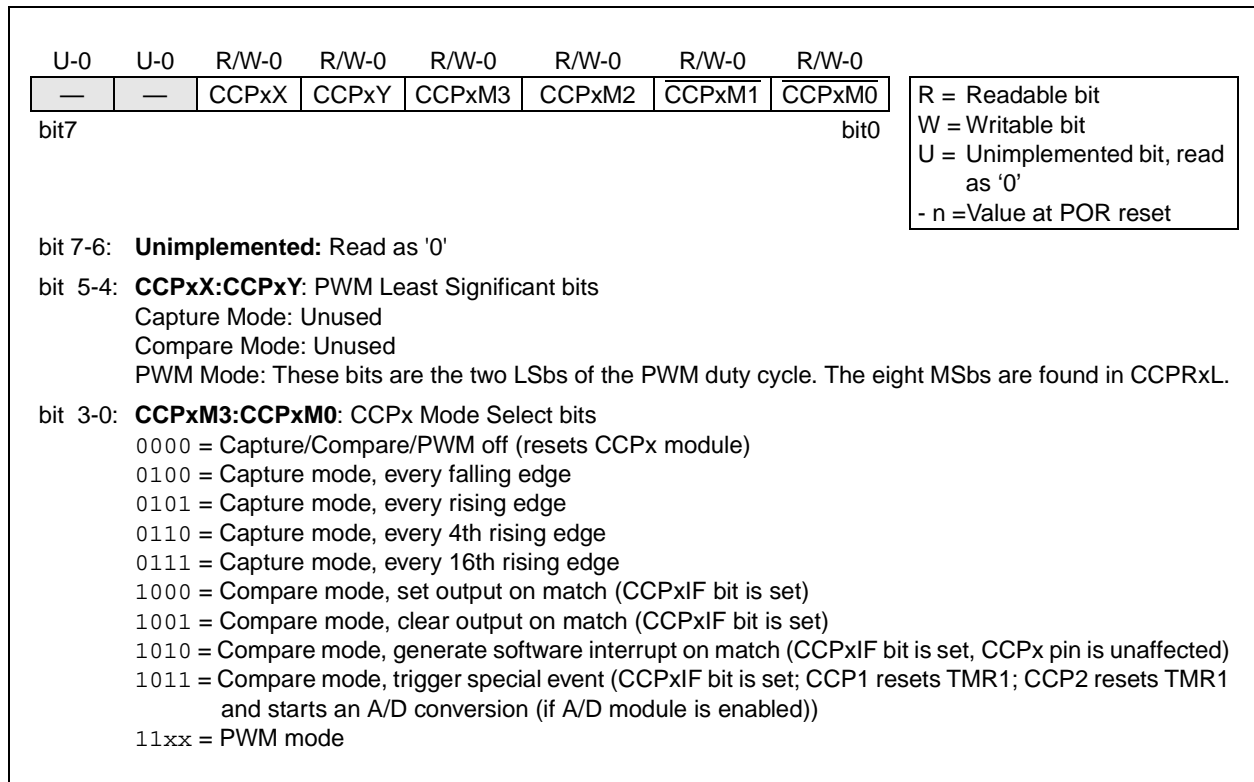 U-0 U-0 R/W-0 R/W-0 R/W-0 R/W-0 R/W-0 R/W-0
— — CCPxX CCPxY CCPxM3 CCPxM2 CCPxM1 CCPxM0
bit7 bit0
R = Readable bit
W = Writable bit
U = Unimplemented bit, read
as ‘0’
- n =Value at POR reset
bit 7-6: Unimplemented: Read as '0'
bit 5-4: CCPxX:CCPxY: PWM Least Significant bits
Capture Mode: Unused
Compare Mode: Unused
PWM Mode: These bits are the two LSbs of the PWM duty cycle. The eight MSbs are found in CCPRxL.
bit 3-0: CCPxM3:CCPxM0: CCPx Mode Select bits
0000 = Capture/Compare/PWM off (resets CCPx module)
0100 = Capture mode, every falling edge
0101 = Capture mode, every rising edge
0110 = Capture mode, every 4th rising edge
0111 = Capture mode, every 16th rising edge
1000 = Compare mode, set output on match (CCPxIF bit is set)
1001 = Compare mode, clear output on match (CCPxIF bit is set)
1010 = Compare mode, generate software interrupt on match (CCPxIF bit is set, CCPx pin is unaffected)
1011 = Compare mode, trigger special event (CCPxIF bit is set; CCP1 resets TMR1; CCP2 resets TMR1
and starts an A/D conversion (if A/D module is enabled))
11xx = PWM mode